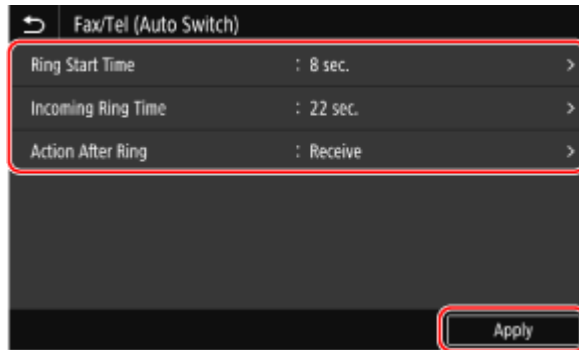 Fax/Tel (Auto Switch)
Ring Start Time : 8 sec.
Incoming Ring Time : 22 sec.
Action After Ring : Receive
Apply